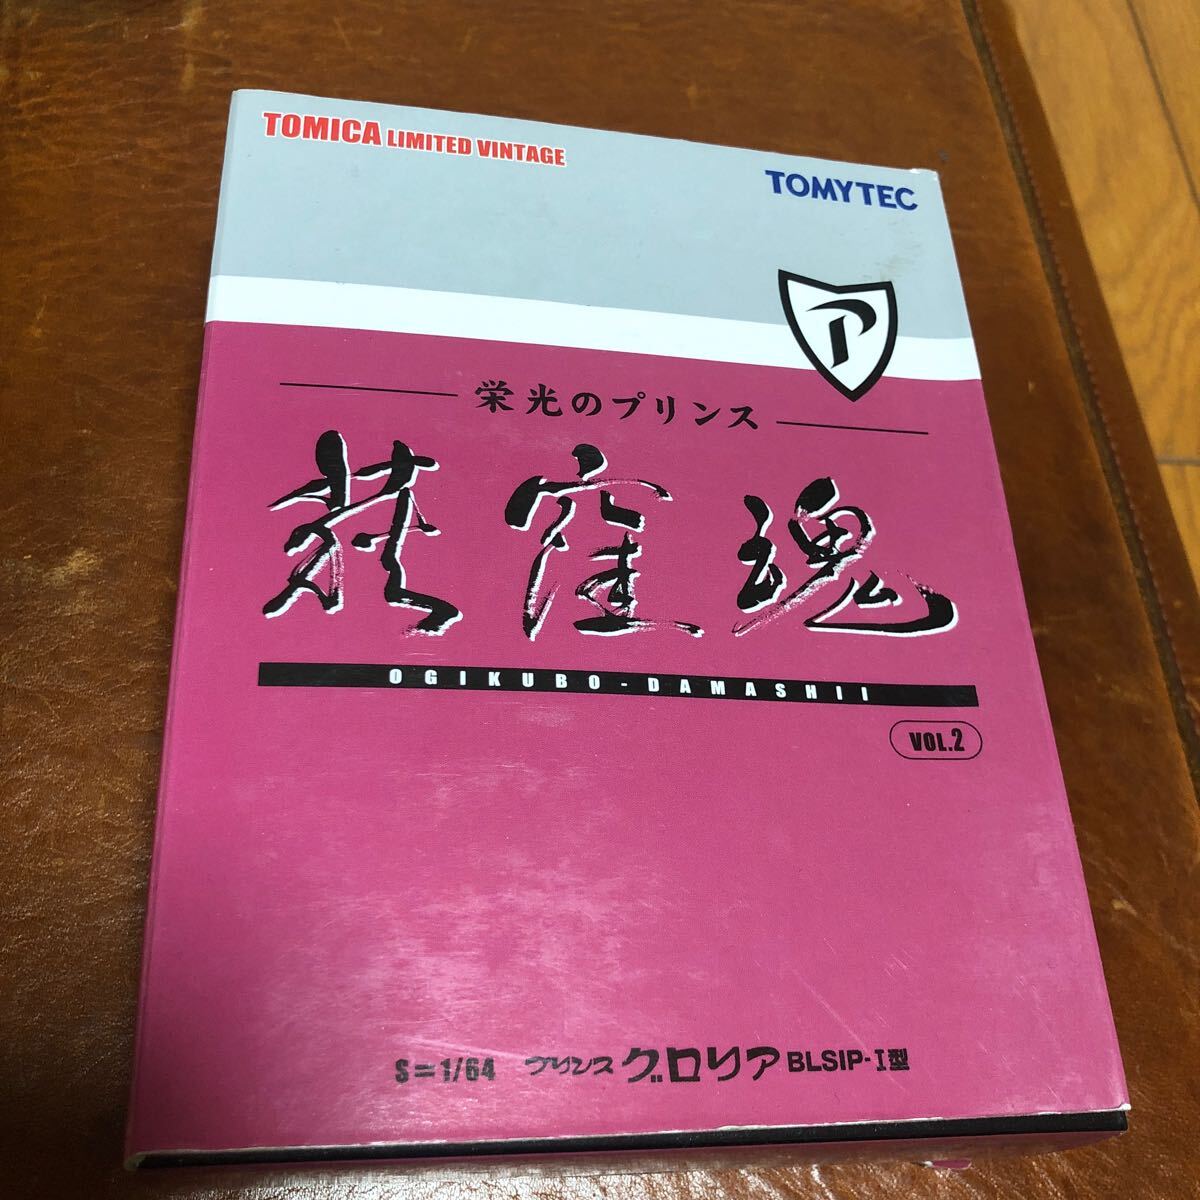 TOMICA LIMITED VINTAGE
TOMYTEC
P
栄光のプリンス
荻窪魂
OGIKUBO-DAMASHII
VOL.2
S=1/64 プリンス グロリア BLSIP-I型